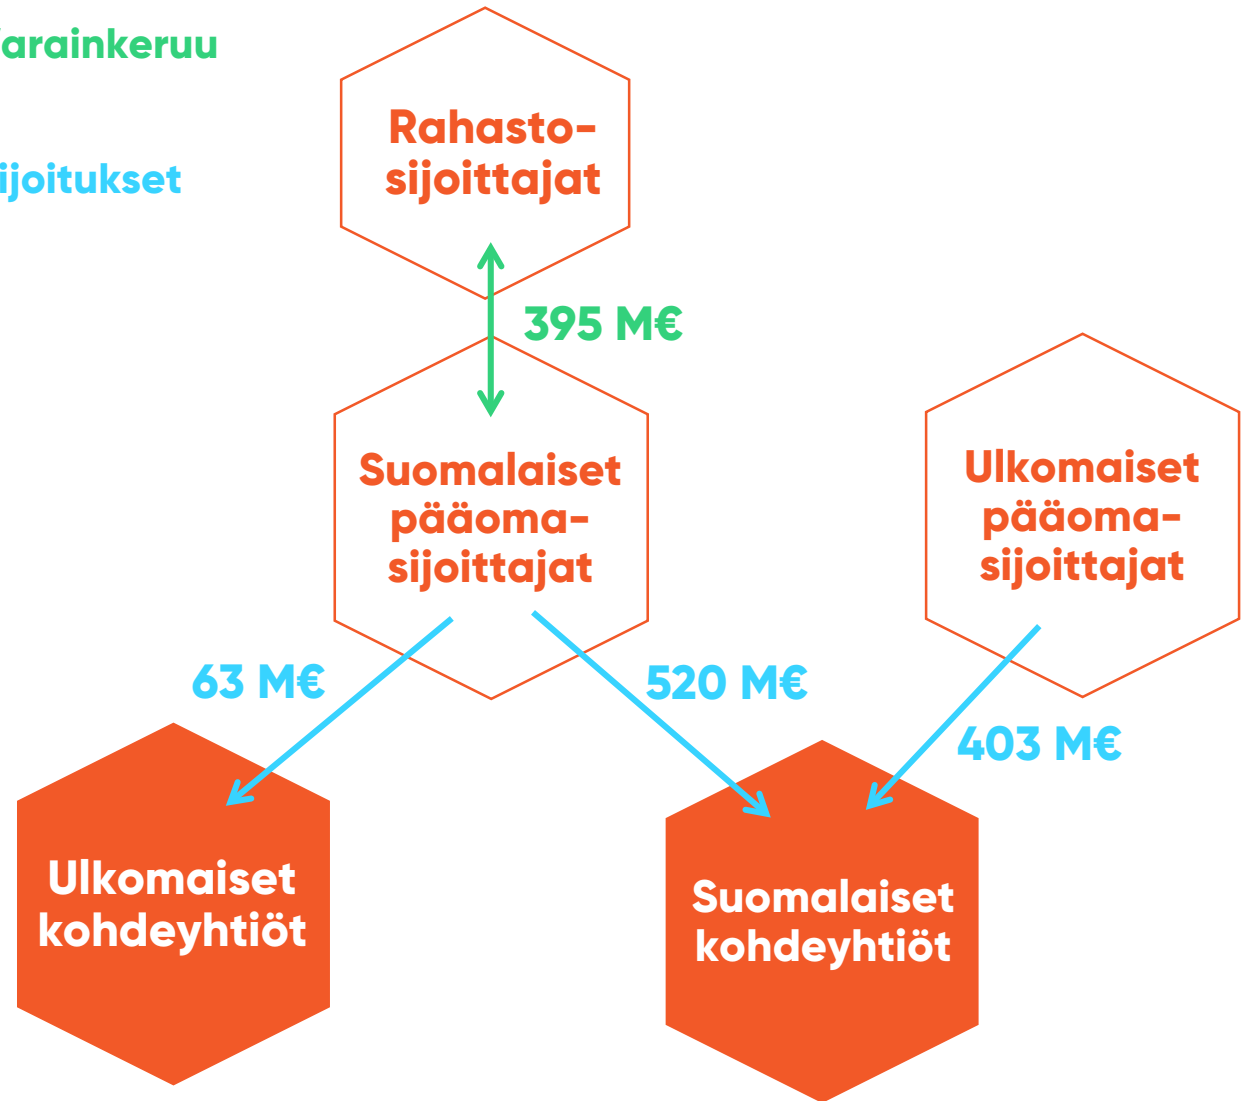 arainkeruu
ijoitukset
Rahasto-
sijoittajat
395 M€
Suomalaiset
pääoma-
sijoittajat
Ulkomaiset
pääoma-
sijoittajat
63 M€
520 M€
403 M€
Ulkomaiset
kohdeyhtiöt
Suomalaiset
kohdeyhtiöt